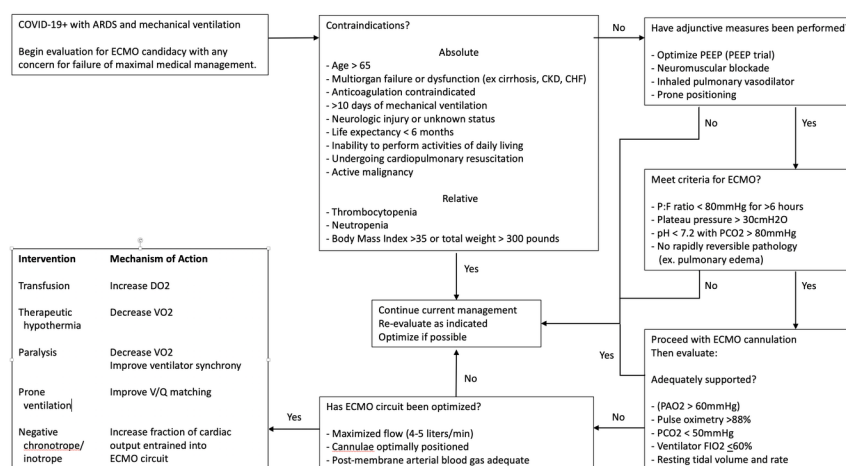 COVID-19+ with ARDS and mechanical ventilation
Begin evaluation for ECMO candidacy with any
concern for failure of maximal medical management.
Contraindications?
Absolute
- Age > 65
- Multiorgan failure or dysfunction (ex cirrhosis, CKD, CHF)
- Anticoagulation contraindicated
- >10 days of mechanical ventilation
- Neurologic injury or unknown status
- Life expectancy < 6 months
- Inability to perform activities of daily living
- Undergoing cardiopulmonary resuscitation
- Active malignancy
Relative
- Thrombocytopenia
- Neutropenia
- Body Mass Index >35 or total weight > 300 pounds
No
Have adjunctive measures been performed?
- Optimize PEEP (PEEP trial)
- Neuromuscular blockade
- Inhaled pulmonary vasodilator
- Prone positioning
No
Yes
Meet criteria for ECMO?
- P:F ratio < 80mmHg for >6 hours
- Plateau pressure > 30cmH2O
- pH < 7.2 with PCO2 > 80mmHg
- No rapidly reversible pathology
(ex. pulmonary edema)
No
Yes
Yes
Continue current management
Re-evaluate as indicated
Optimize if possible
Yes
Proceed with ECMO cannulation
Then evaluate:
Adequately supported?
- (PAO2 > 60mmHg)
- Pulse oximetry >88%
- PCO2 < 50mmHg
- Ventilator FIO2 <60%
- Resting tidal volume and rate
No
No
Has ECMO circuit been optimized?
- Maximized flow (4-5 liters/min)
- Cannulae optimally positioned
- Post-membrane arterial blood gas adequate
Yes
Intervention Mechanism of Action
Transfusion Increase DO2
Therapeutic Decrease VO2
hypothermia
Paralysis Decrease VO2
Improve ventilator synchrony
Prone Improve V/Q matching
ventilation
Negative Increase fraction of cardiac
chronotrope/ output entrained into
inotrope ECMO circuit